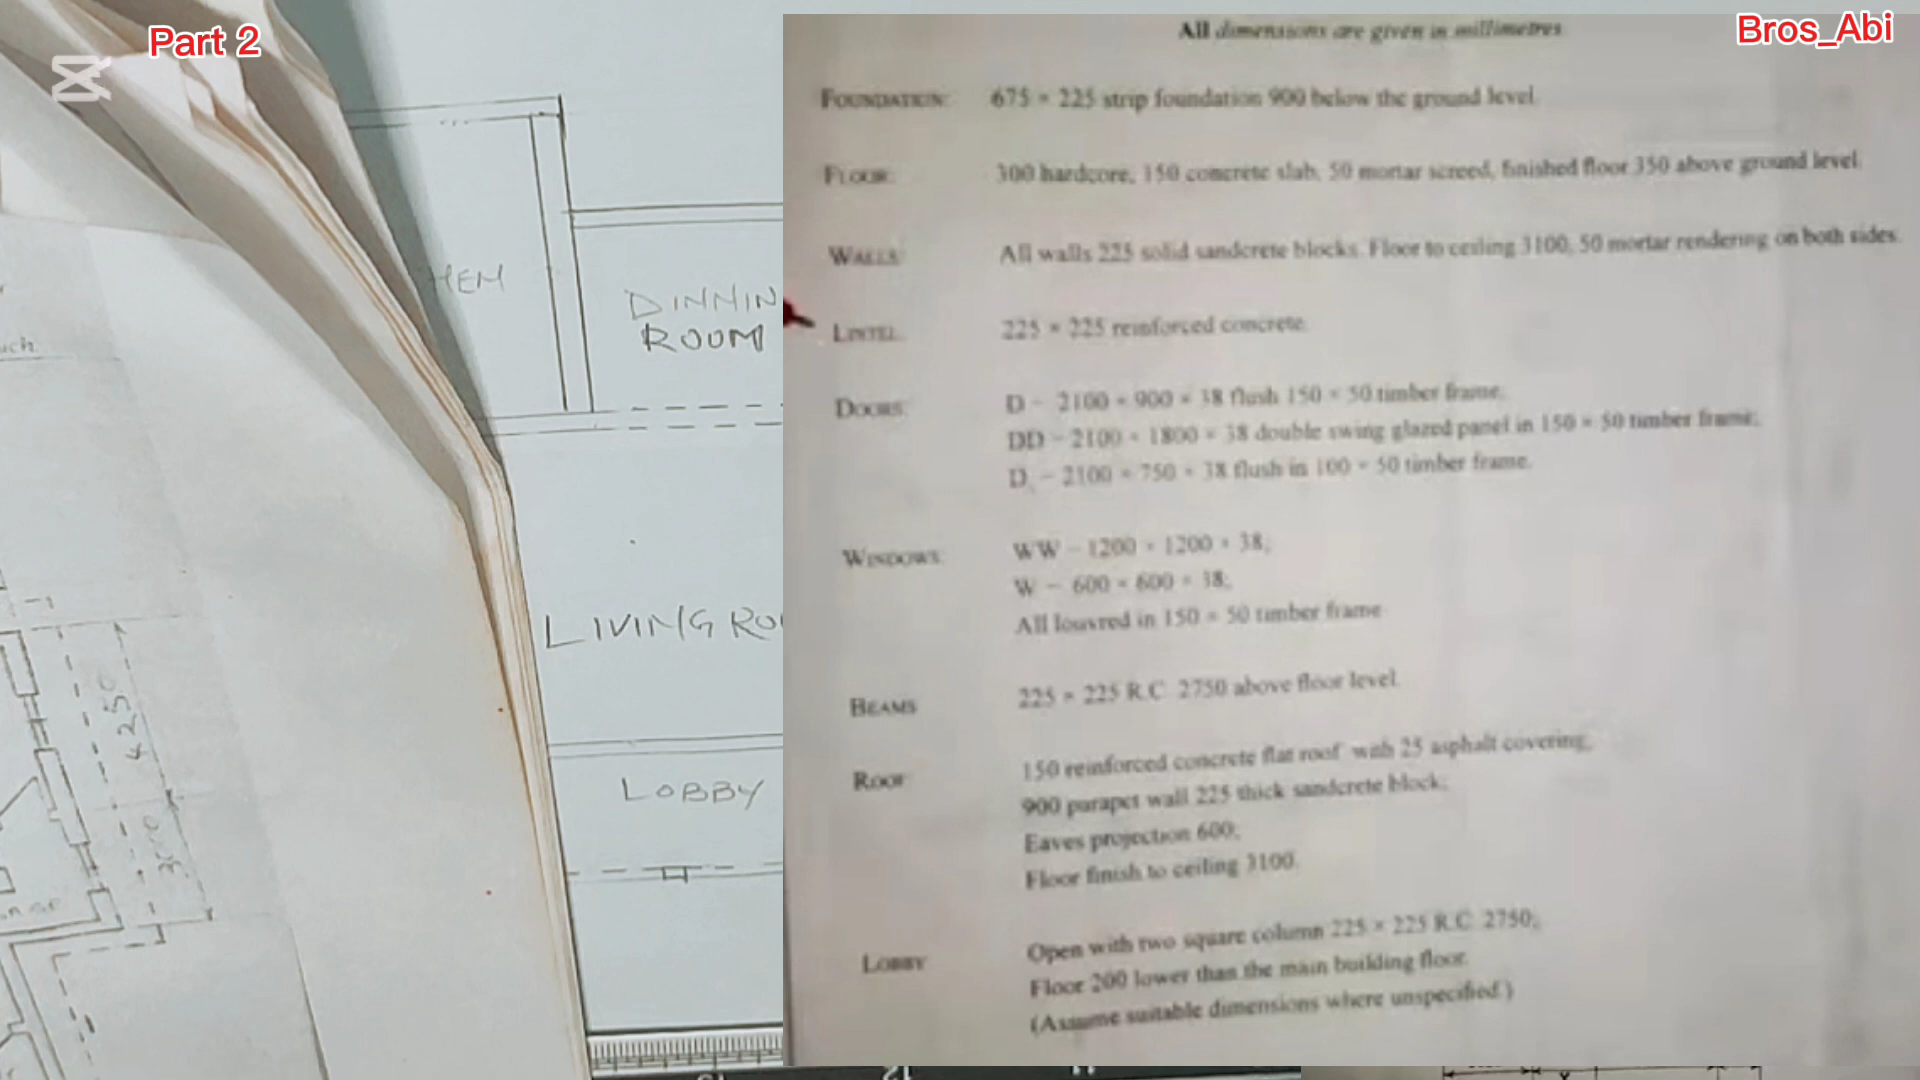 Part 2
Bros_Abi
All dimensions are given in millimetres
FOUNDATION: 675 × 225 strip foundation 900 below the ground level.
FLOOR: 300 hardcore, 150 concrete slab, 50 mortar screed, finished floor 350 above ground level.
WALLS: All walls 225 solid sandcrete blocks. Floor to ceiling 3100, 50 mortar rendering on both sides.
LINTEL 225 × 225 reinforced concrete.
DOORS: D - 2100 × 900 × 38 flush 150 × 50 timber frame;
DD - 2100 × 1800 × 38 double swing glazed panel in 150 × 50 timber frame;
D - 2100 × 750 × 38 flush in 100 × 50 timber frame.
WINDOWS: WW - 1200 × 1200 × 38;
W - 600 × 600 × 38;
All louvred in 150 × 50 timber frame
BEAMS 225 × 225 R.C. 2750 above floor level.
ROOF 150 reinforced concrete flat roof with 25 asphalt covering;
900 parapet wall 225 thick sandcrete block;
Eaves projection 600;
Floor finish to ceiling 3100.
LOBBY Open with two square column 225 × 225 R.C. 2750;
Floor 200 lower than the main building floor.
(Assume suitable dimensions where unspecified.)
HEN
DINNIN
ROOM
LIVING RO
LOBBY
4250